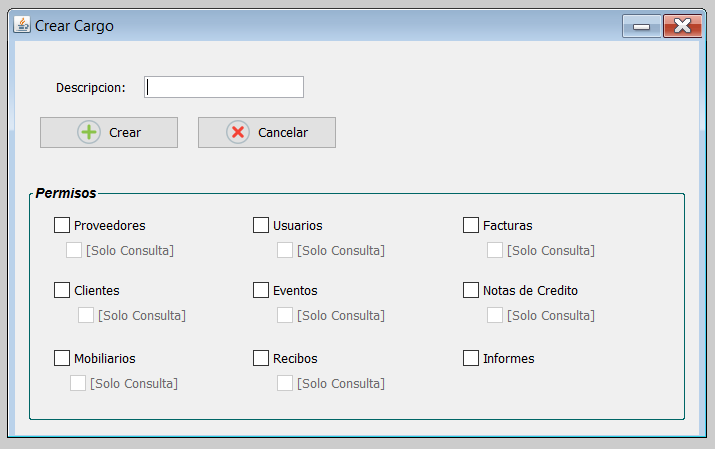 Crear Cargo
Descripcion:
Crear Cancelar
Permisos
Proveedores Usuarios Facturas
[Solo Consulta] [Solo Consulta] [Solo Consulta]
Clientes Eventos Notas de Credito
[Solo Consulta] [Solo Consulta] [Solo Consulta]
Mobiliarios Recibos Informes
[Solo Consulta] [Solo Consulta]